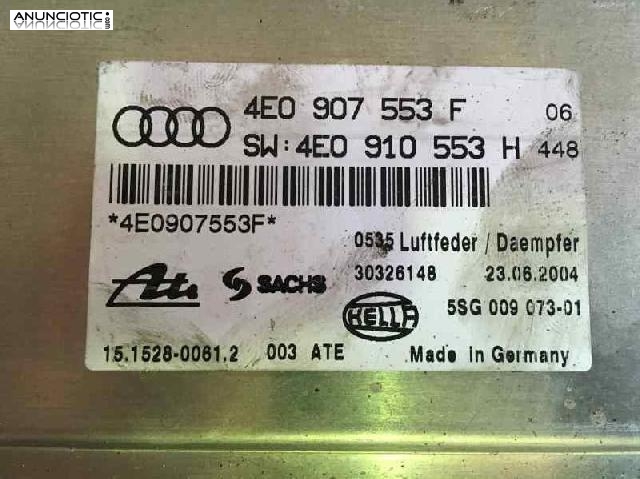 ANUNCIOTIC.com
4E0 907 553 F 06
SW:4E0 910 553 H 448
*4E0907553F*
0535 Luftfeder / Daempfer
30326148 23.06.2004
Ate SACHS HELLA
5SG 009 073-01
15.1528-0061.2 003 ATE Made in Germany